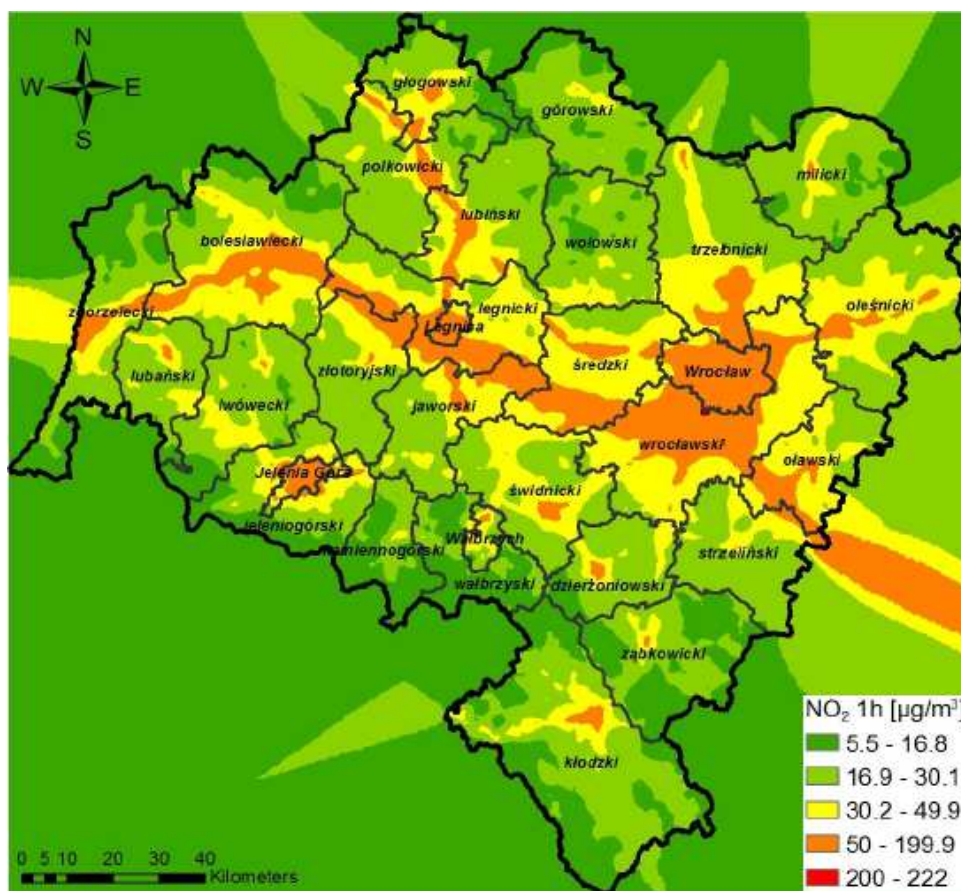 N
W E
S
głogowski
górowski
polkowicki
milicki
lubiński
bolesławiecki
wołowski
trzebnicki
zgorzelecki
legnicki
oleśnicki
Legnica
lubański
złotoryjski
średzki
Wrocław
lwówecki
jaworski
wrocławski
oławski
Jelenia Góra
świdnicki
jeleniogórski
Wałbrzych
kamiennogórski
strzeliński
wałbrzyski
dzierżoniowski
ząbkowicki
kłodzki
NO₂ 1h [µg/m³]
5.5 - 16.8
16.9 - 30.1
30.2 - 49.9
50 - 199.9
200 - 222
0 5 10 20 30 40
Kilometers